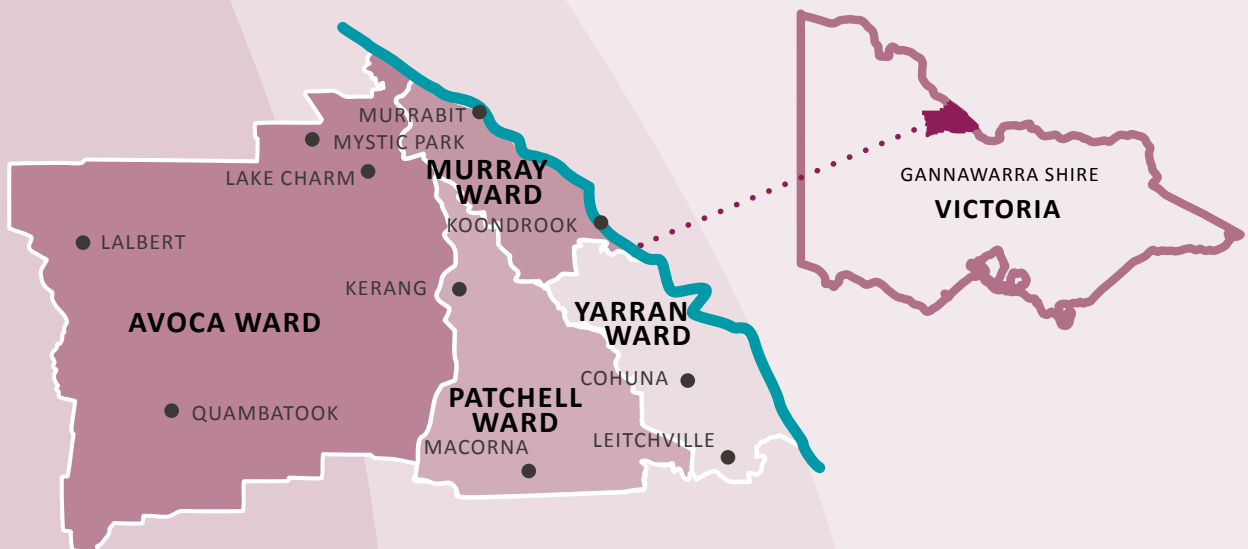 MURRABIT
MYSTIC PARK
LAKE CHARM
MURRAY
WARD
KOONDROOK
LALBERT
KERANG
AVOCA WARD
YARRAN
WARD
COHUNA
PATCHELL
WARD
QUAMBATOOK
MACORNA
LEITCHVILLE
GANNAWARRA SHIRE
VICTORIA